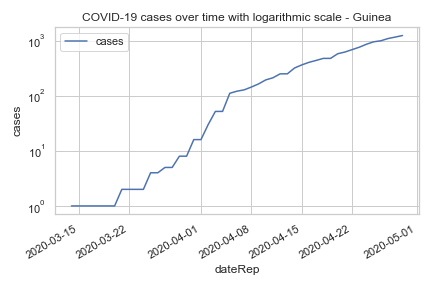 COVID-19 cases over time with logarithmic scale - Guinea
cases
10³
10²
10¹
10⁰
cases
2020-03-15
2020-03-22
2020-04-01
2020-04-08
2020-04-15
2020-04-22
2020-05-01
dateRep